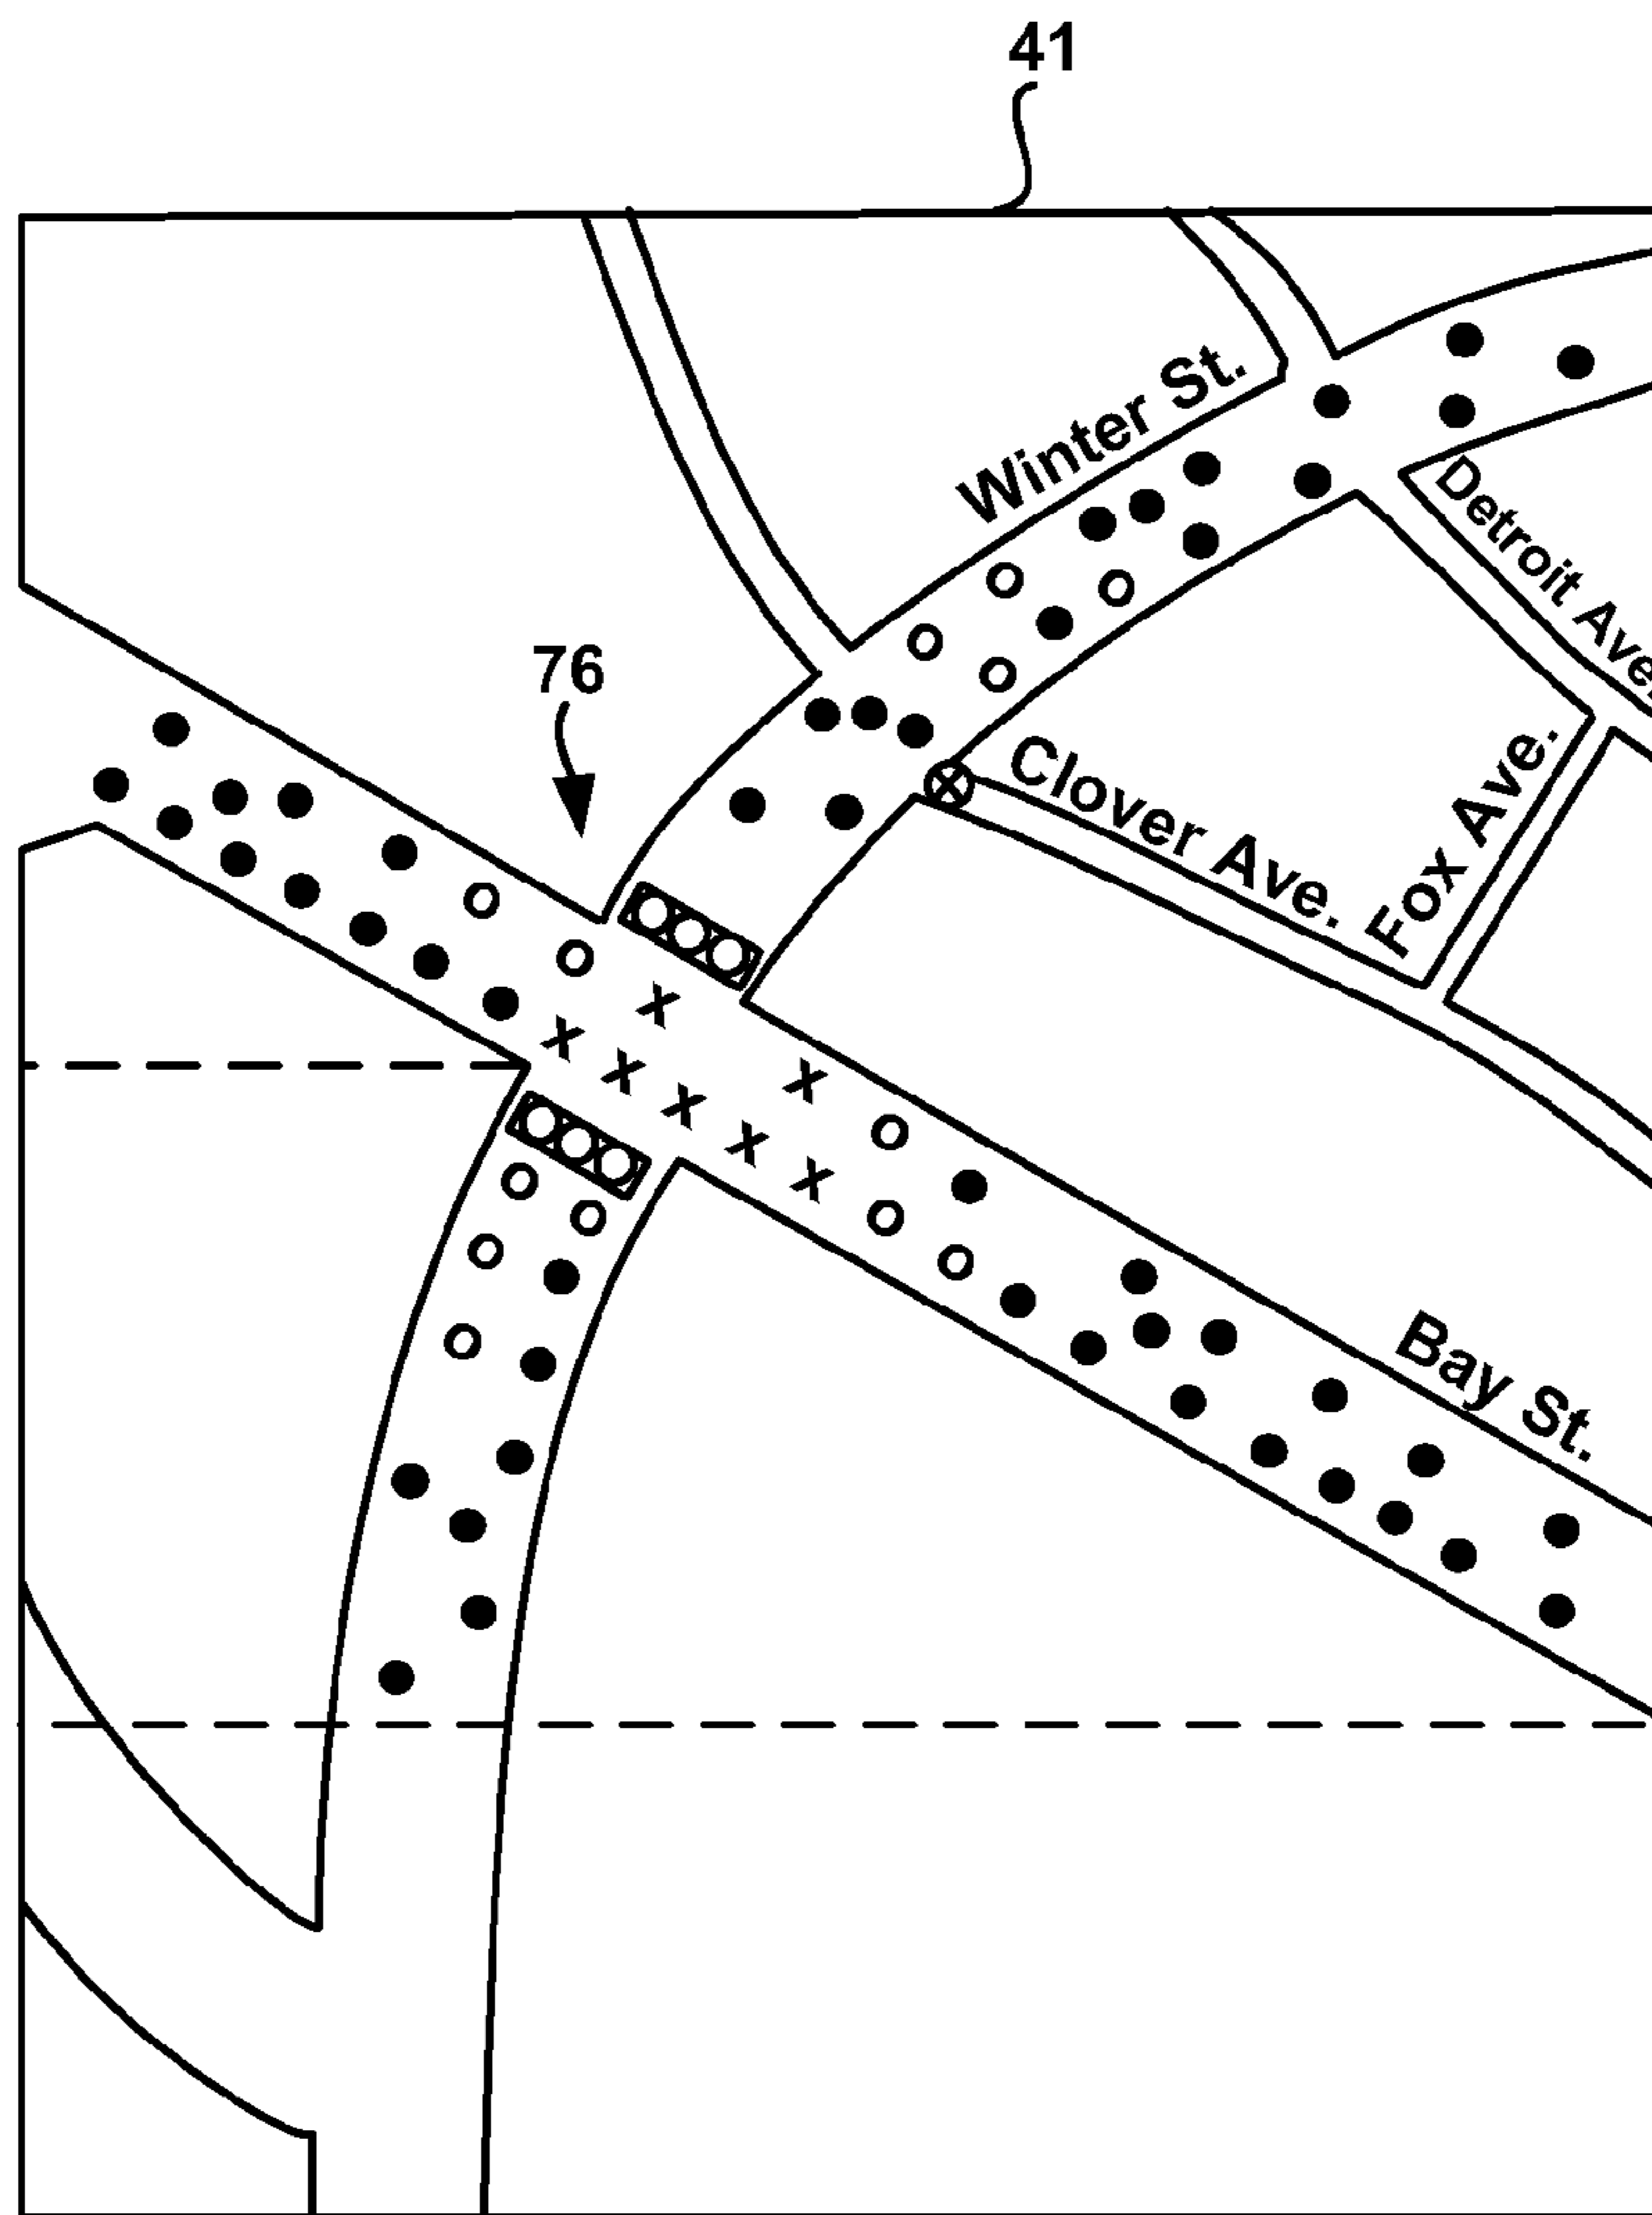 41
Winter St.
Detroit Ave
76
Clover Ave.
Fox Ave.
Bay St.